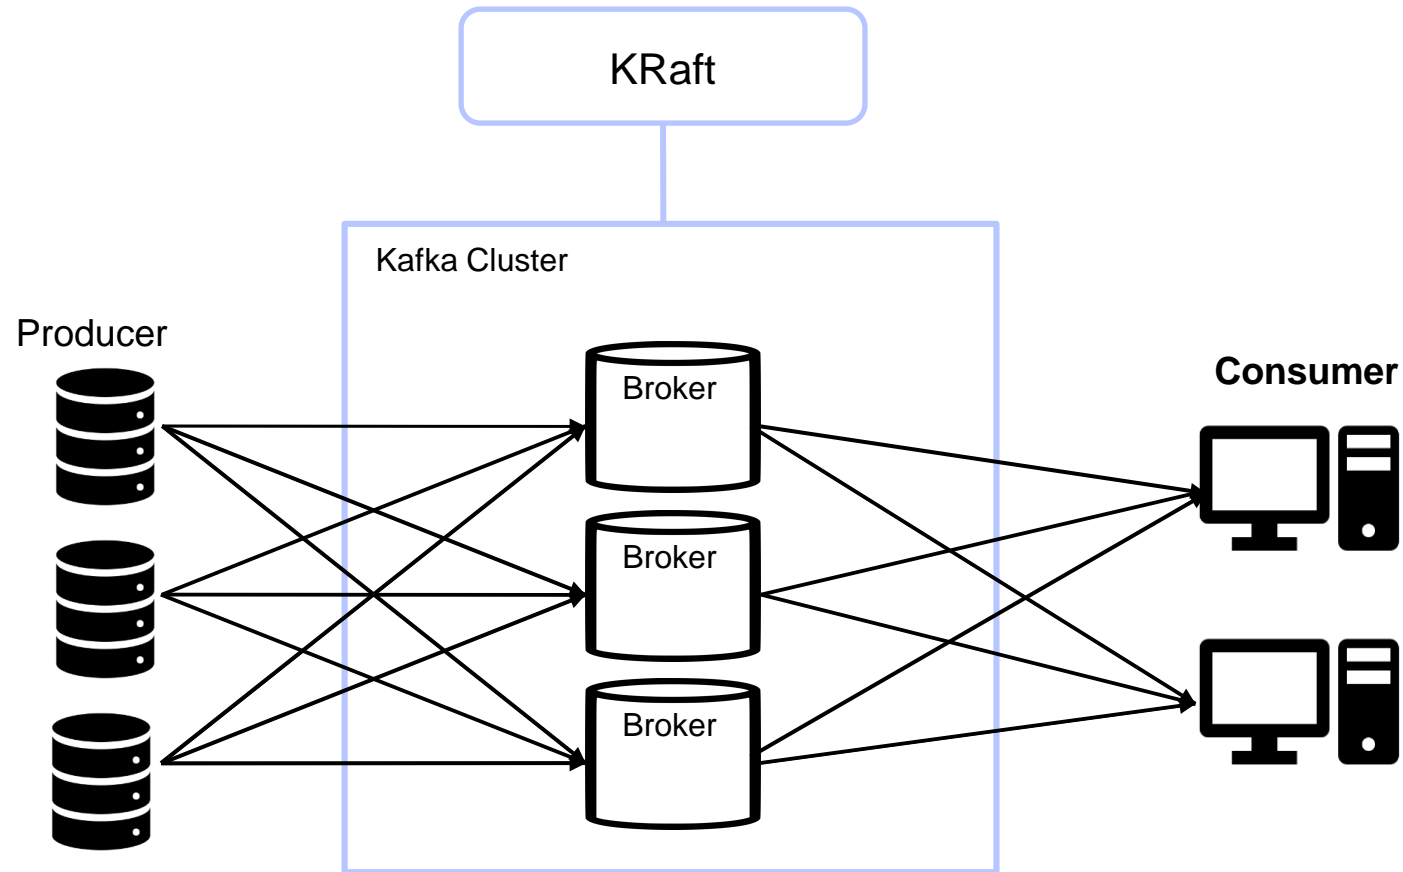 KRaft
Kafka Cluster
Producer
Broker
Consumer
Broker
Broker